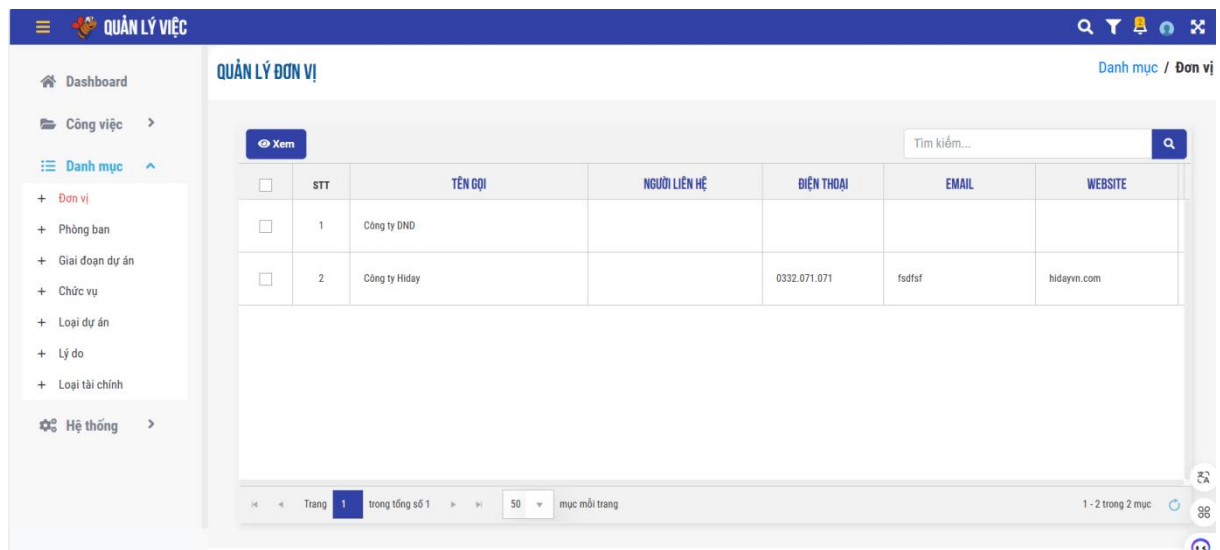 QUẢN LÝ VIỆC
2
Dashboard
Công việc
Danh mục
Đơn vị
Phòng ban
Giai đoạn dự án
Chức vụ
Loại dự án
Lý do
Loại tài chính
Hệ thống
QUẢN LÝ ĐƠN VỊ
Danh mục / Đơn vị
Xem
Tìm kiếm...
STT TÊN GỌI NGƯỜI LIÊN HỆ ĐIỆN THOẠI EMAIL WEBSITE
1 Công ty DND
2 Công ty Hiday 0332.071.071 fsdfsf hidayvn.com
Trang 1 trong tổng số 1 50 mục mỗi trang
1 - 2 trong 2 mục